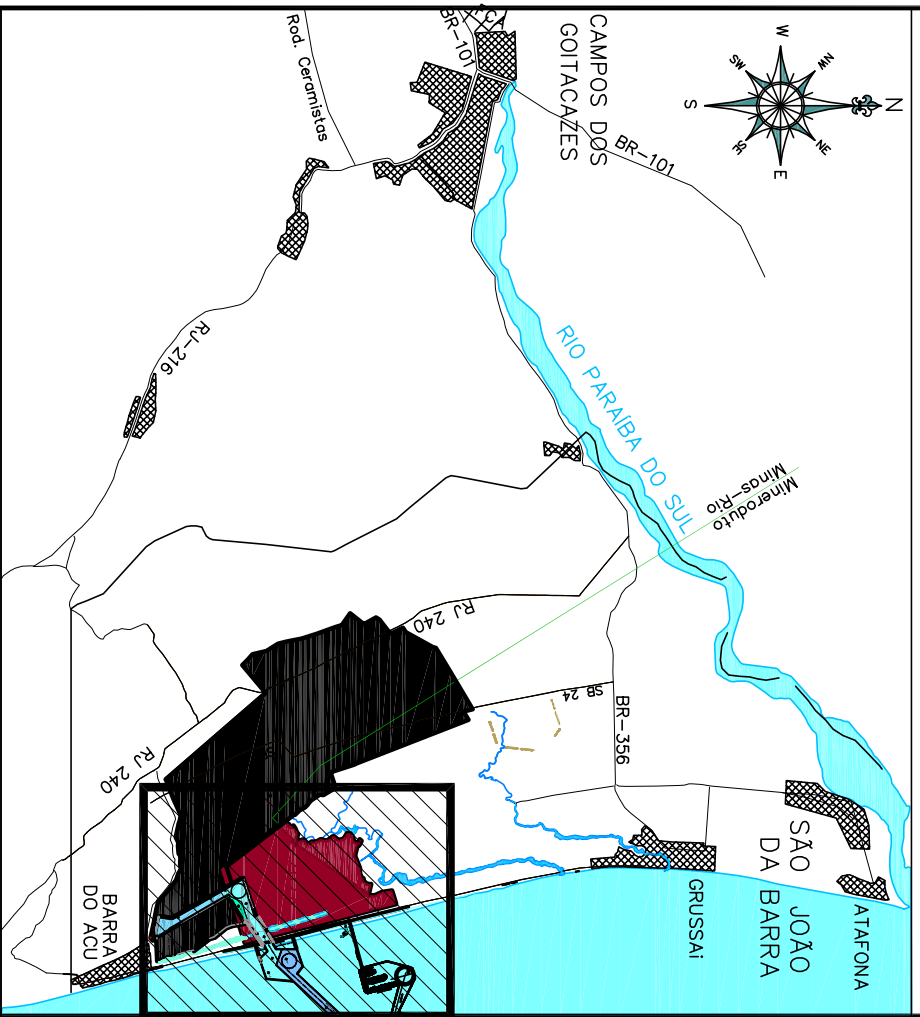 FCA
BR-101
Rod. Ceramistas
CAMPOS DOS
GOITACAZES
BR-101
N
NW
W
SW
S
SE
E
NE
RJ-216
RIO PARAÍBA DO SUL
Mineroduto
Minas-Rio
RJ 240
SB 24
BR-356
RJ 240
SÃO JOÃO
DA BARRA
ATAFONA
GRUSSAí
BARRA
DO ACU